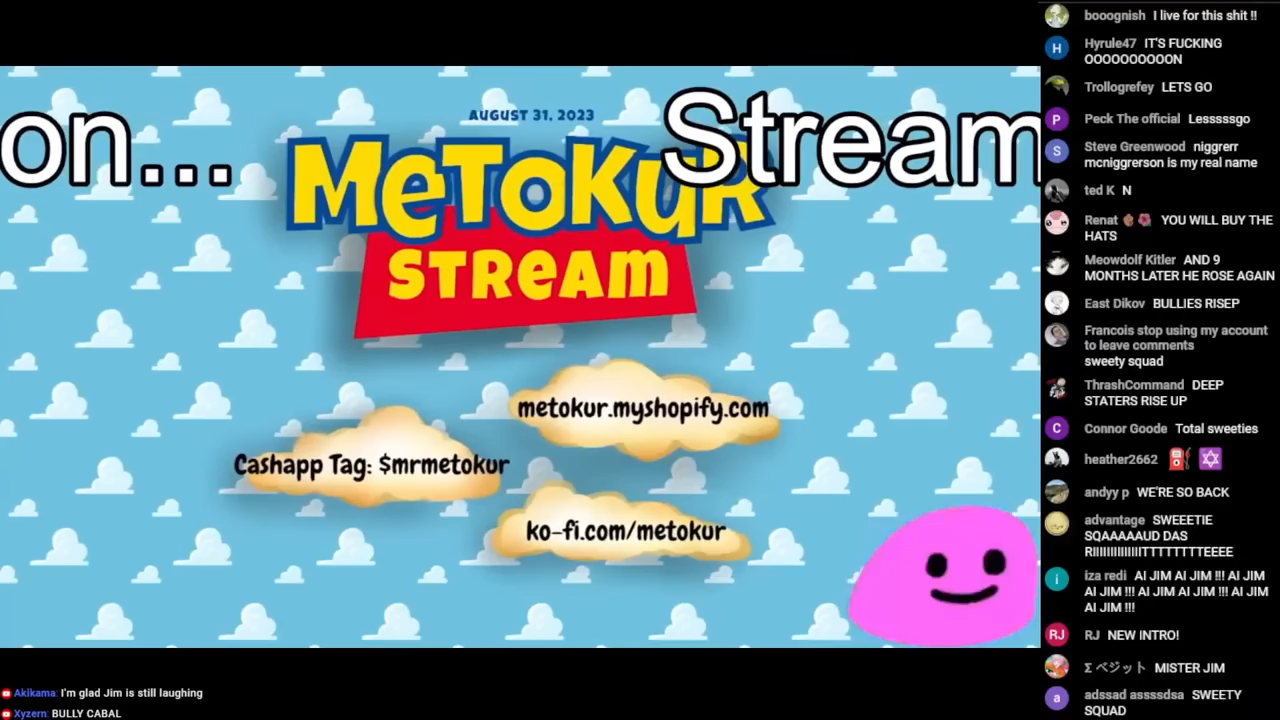 on...
Stream
AUGUST 31, 2023
METOKUR
STREAM
metokur.myshopify.com
Cashapp Tag: $mrmetokur
ko-fi.com/metokur
booognish I live for this shit !!
Hyrule47 IT'S FUCKING
OOOOOOOOOON
Trollogrefey LETS GO
Peck The official Lesssssgo
Steve Greenwood niggrerr
mcniggrerson is my real name
ted K N
Renat YOU WILL BUY THE
HATS
Meowdolf Kitler AND 9
MONTHS LATER HE ROSE AGAIN
East Dikov BULLIES RISEP
Francois stop using my account
to leave comments
sweety squad
ThrashCommand DEEP
STATERS RISE UP
Connor Goode Total sweeties
heather2662
andyy p WE'RE SO BACK
advantage SWEEETIE
SQAAAAAUD DAS
RIIIIIIIIIIIIIITTTTTTTTEEEE
iza redi AI JIM AI JIM !!! AI JIM
AI JIM !!! AI JIM AI JIM !!! AI JIM
AI JIM !!!
RJ NEW INTRO!
Σ ベジット MISTER JIM
adssad assssdsa SWEETY
SQUAD
Akikama: I'm glad Jim is still laughing
Xyzern: BULLY CABAL